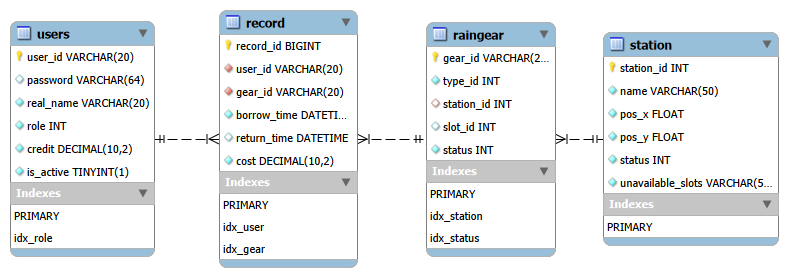 users
user_id VARCHAR(20)
password VARCHAR(64)
real_name VARCHAR(20)
role INT
credit DECIMAL(10,2)
is_active TINYINT(1)
Indexes
PRIMARY
idx_role
record
record_id BIGINT
user_id VARCHAR(20)
gear_id VARCHAR(20)
borrow_time DATETI...
return_time DATETIME
cost DECIMAL(10,2)
Indexes
PRIMARY
idx_user
idx_gear
raingear
gear_id VARCHAR(2...
type_id INT
station_id INT
slot_id INT
status INT
Indexes
PRIMARY
idx_station
idx_status
station
station_id INT
name VARCHAR(50)
pos_x FLOAT
pos_y FLOAT
status INT
unavailable_slots VARCHAR(5...
Indexes
PRIMARY